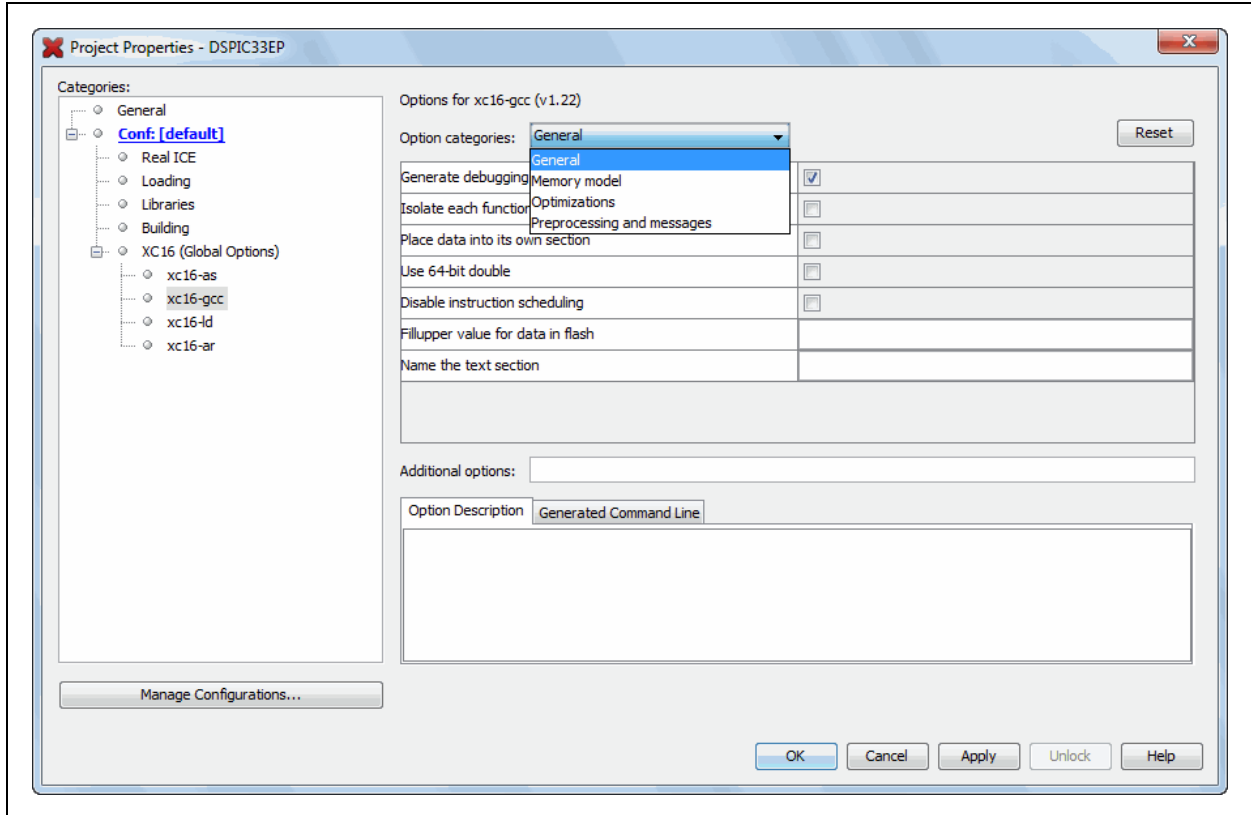 Project Properties - DSPIC33EP
Categories:
General
Conf: [default]
Real ICE
Loading
Libraries
Building
XC16 (Global Options)
xc16-as
xc16-gcc
xc16-ld
xc16-ar
Manage Configurations...
Options for xc16-gcc (v1.22)
Option categories: General
Reset
General
Memory model
Optimizations
Preprocessing and messages
Generate debugging
Isolate each function
Place data into its own section
Use 64-bit double
Disable instruction scheduling
Fillupper value for data in flash
Name the text section
Additional options:
Option Description
Generated Command Line
OK
Cancel
Apply
Unlock
Help